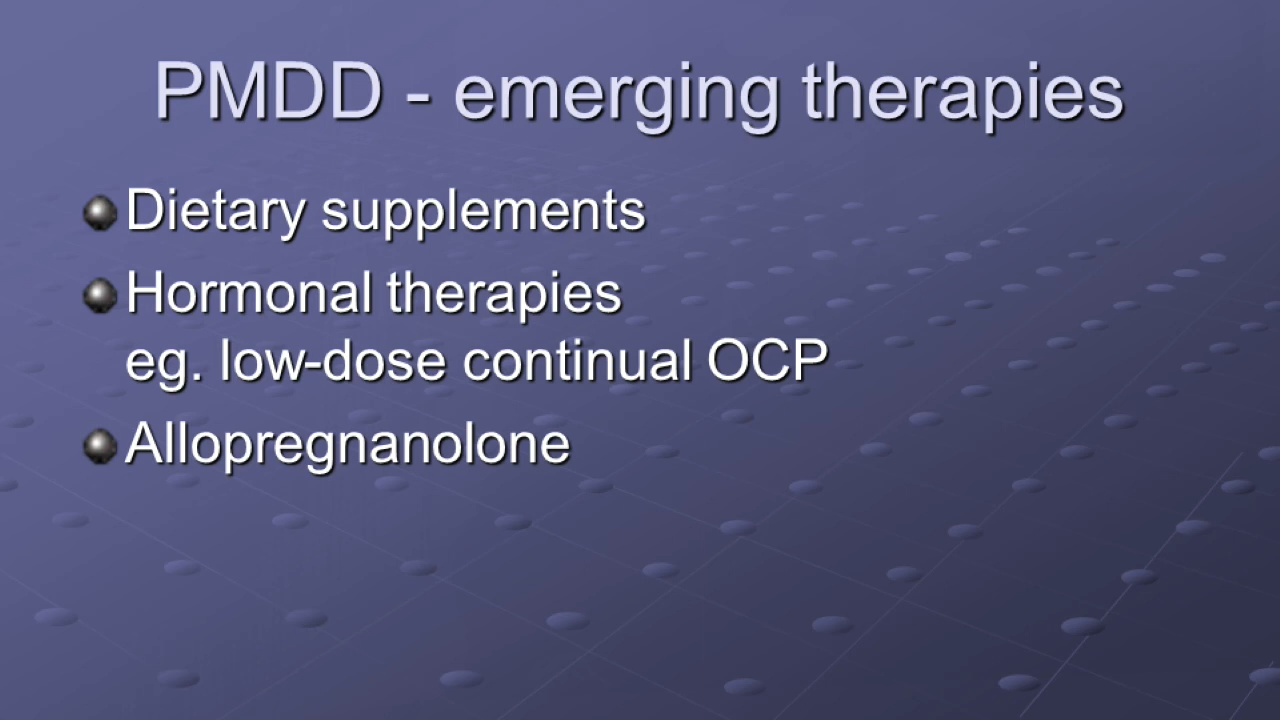 PMDD - emerging therapies
Dietary supplements
Hormonal therapies
eg. low-dose continual OCP
Allopregnanolone